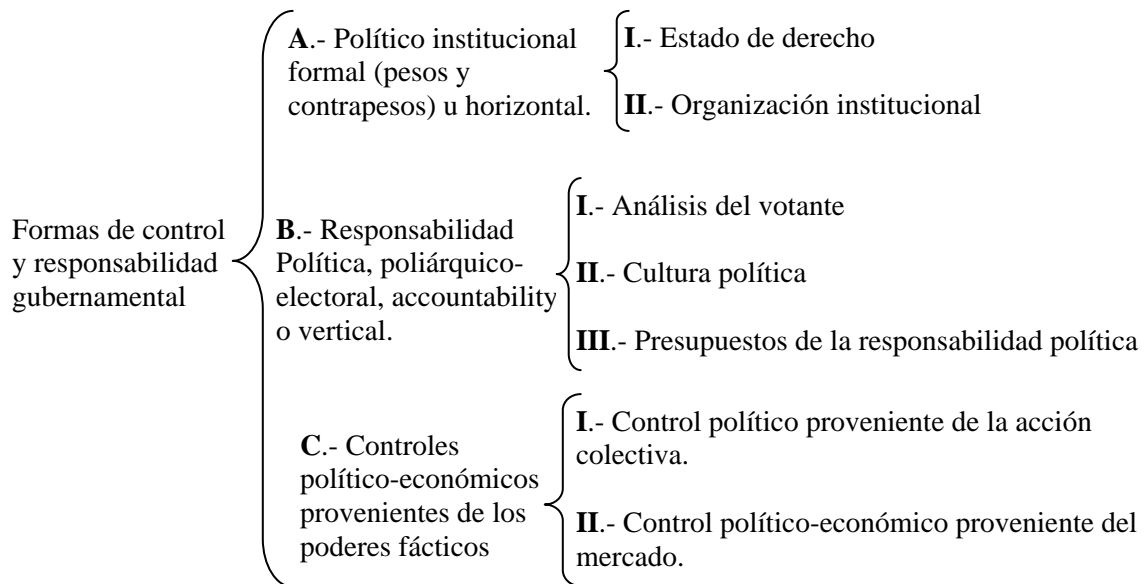 Formas de control
y responsabilidad
gubernamental
A.- Político institucional
formal (pesos y
contrapesos) u horizontal.
I.- Estado de derecho
II.- Organización institucional
B.- Responsabilidad
Política, poliárquico-
electoral, accountability
o vertical.
I.- Análisis del votante
II.- Cultura política
III.- Presupuestos de la responsabilidad política
C.- Controles
político-económicos
provenientes de los
poderes fácticos
I.- Control político proveniente de la acción
colectiva.
II.- Control político-económico proveniente del
mercado.